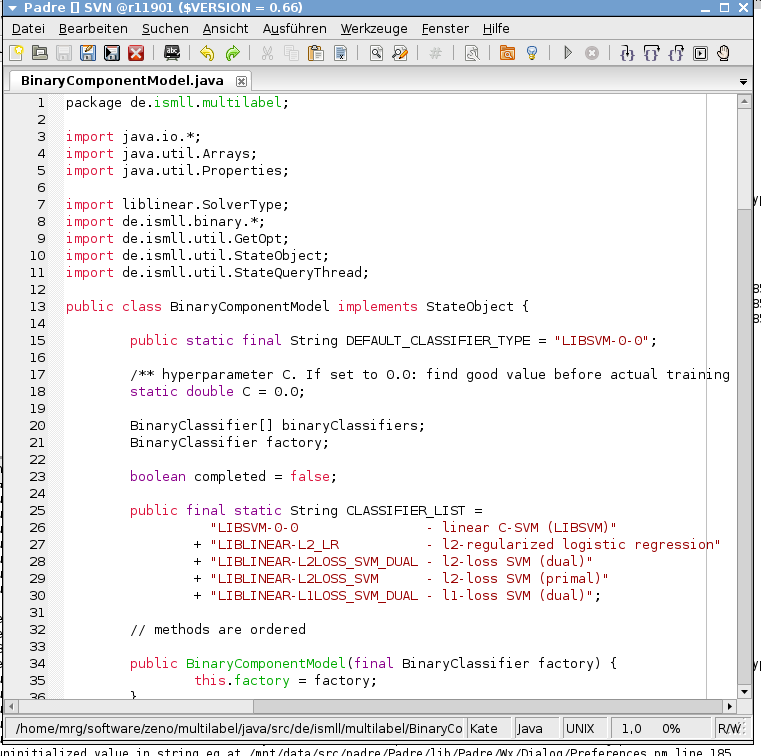 Padre [] SVN @r11901 ($VERSION = 0.66)
Datei Bearbeiten Suchen Ansicht Ausführen Werkzeuge Fenster Hilfe
BinaryComponentModel.java
1 package de.ismll.multilabel;
2
3 import java.io.*;
4 import java.util.Arrays;
5 import java.util.Properties;
6
7 import liblinear.SolverType;
8 import de.ismll.binary.*;
9 import de.ismll.util.GetOpt;
10 import de.ismll.util.StateObject;
11 import de.ismll.util.StateQueryThread;
12
13 public class BinaryComponentModel implements StateObject {
14
15 public static final String DEFAULT_CLASSIFIER_TYPE = "LIBSVM-0-0";
16
17 /** hyperparameter C. If set to 0.0: find good value before actual training
18 static double C = 0.0;
19
20 BinaryClassifier[] binaryClassifiers;
21 BinaryClassifier factory;
22
23 boolean completed = false;
24
25 public final static String CLASSIFIER_LIST =
26 "LIBSVM-0-0 - linear C-SVM (LIBSVM)"
27 + "LIBLINEAR-L2_LR - l2-regularized logistic regression"
28 + "LIBLINEAR-L2LOSS_SVM_DUAL - l2-loss SVM (dual)"
29 + "LIBLINEAR-L2LOSS_SVM - l2-loss SVM (primal)"
30 + "LIBLINEAR-L1LOSS_SVM_DUAL - l1-loss SVM (dual)";
31
32 // methods are ordered
33
34 public BinaryComponentModel(final BinaryClassifier factory) {
35 this.factory = factory;
36 }
/home/mrg/software/zeno/multilabel/java/src/de/ismll/multilabel/BinaryCo Kate Java UNIX 1,0 0% R/W
uninitialized value in string eq at /mnt/data/src/padre/Padre/lib/Padre/Wx/Dialog/Preferences.pm line 185